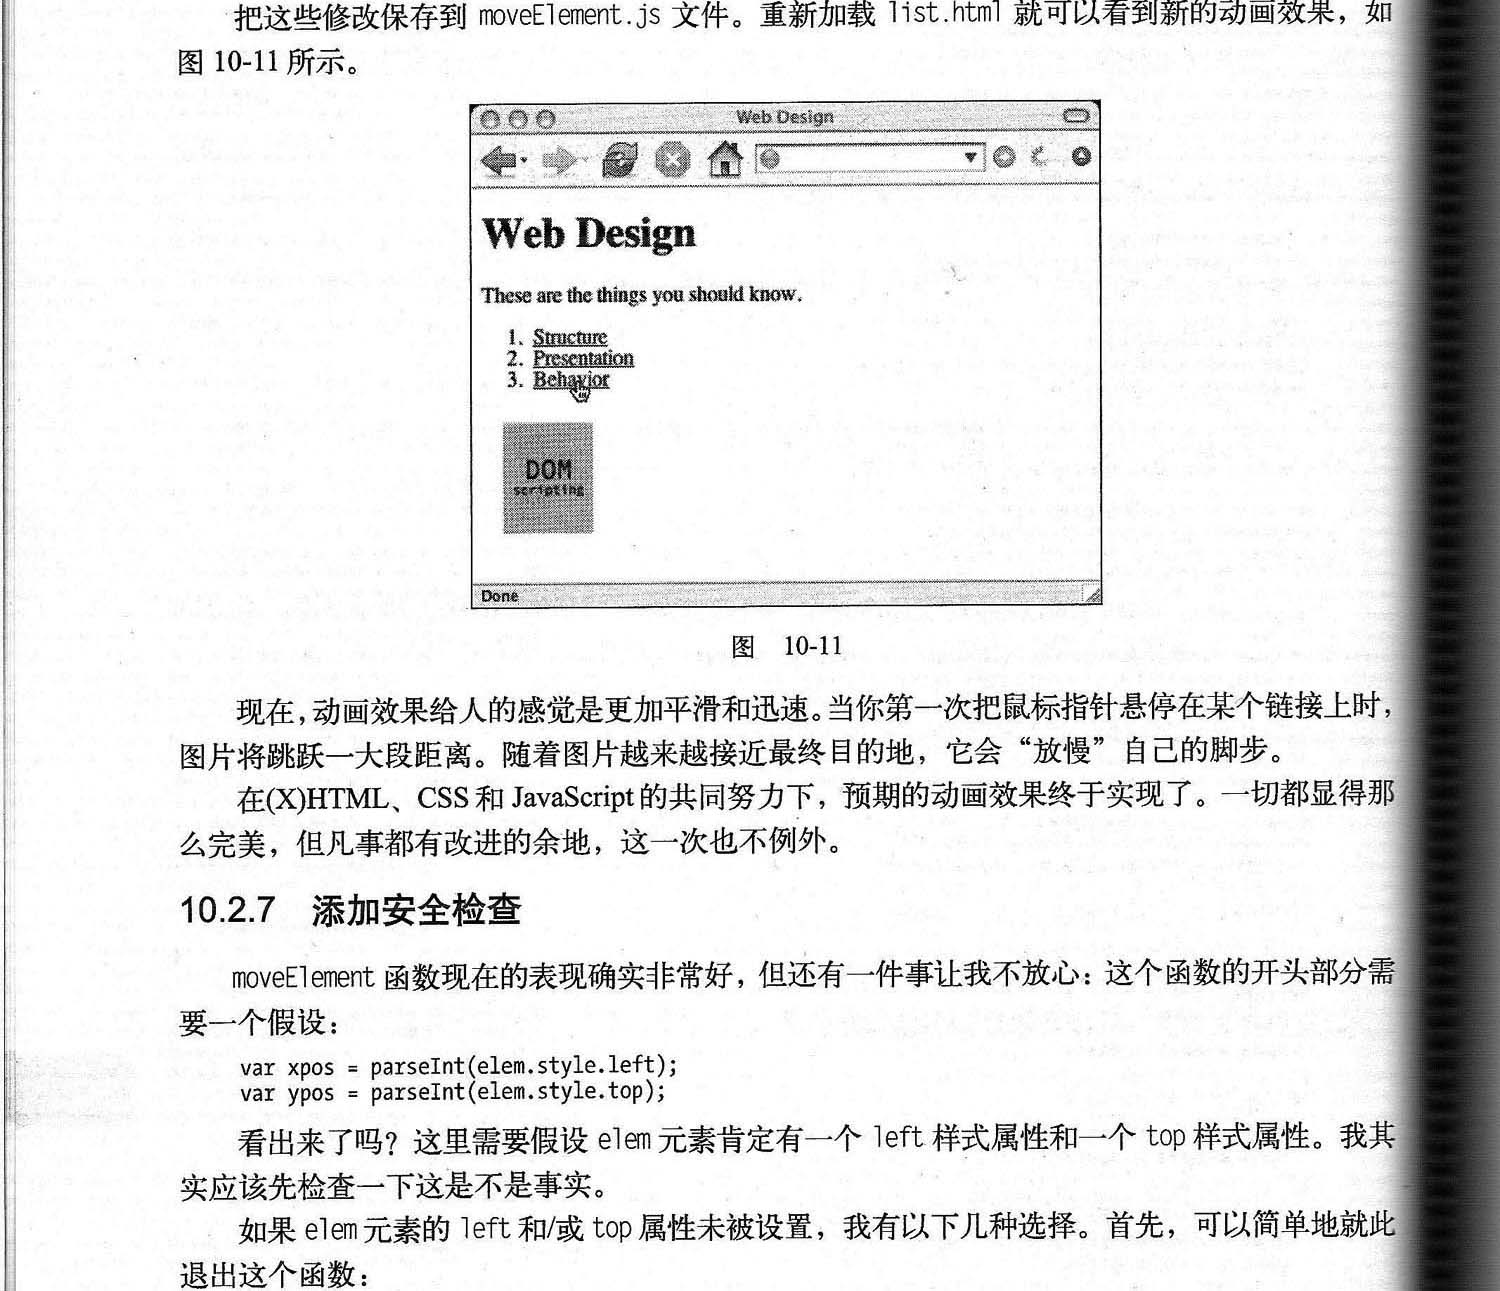 把这些修改保存到 moveElement.js 文件。重新加载 list.html 就可以看到新的动画效果，如
图 10-11 所示。
Web Design
Web Design
These are the things you should know.
1. Structure
2. Presentation
3. Behavior
DOM
scripting
Done
图 10-11
现在，动画效果给人的感觉是更加平滑和迅速。当你第一次把鼠标指针悬停在某个链接上时，
图片将跳跃一大段距离。随着图片越来越接近最终目的地，它会“放慢”自己的脚步。
在(X)HTML、CSS 和 JavaScript 的共同努力下，预期的动画效果终于实现了。一切都显得那
么完美，但凡事都有改进的余地，这一次也不例外。
10.2.7 添加安全检查
moveElement 函数现在的表现确实非常好，但还有一件事让我不放心：这个函数的开头部分需
要一个假设：
var xpos = parseInt(elem.style.left);
var ypos = parseInt(elem.style.top);
看出来了吗？这里需要假设 elem 元素肯定有一个 left 样式属性和一个 top 样式属性。我其
实应该先检查一下这是不是事实。
如果 elem 元素的 left 和/或 top 属性未被设置，我有以下几种选择。首先，可以简单地就此
退出这个函数：